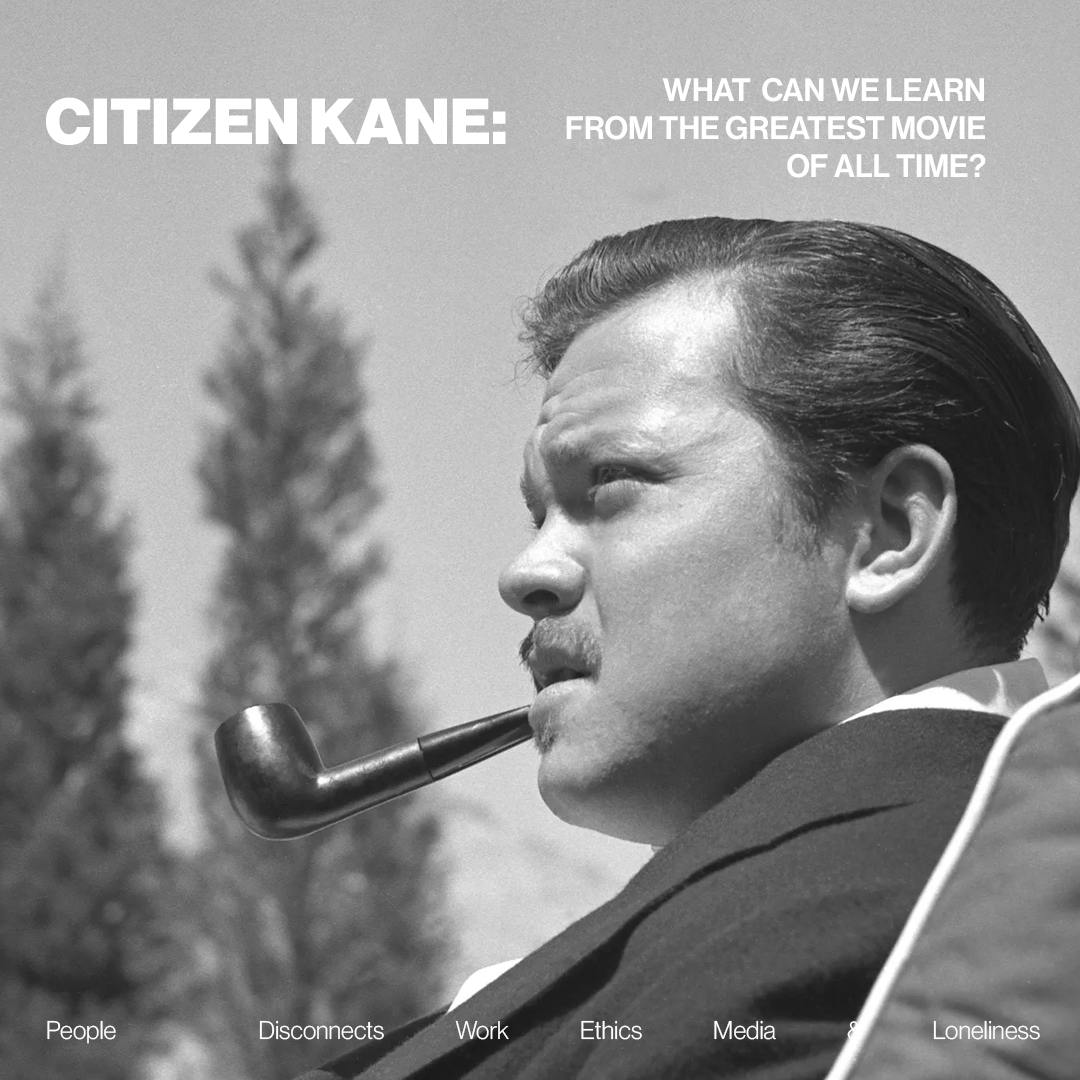 CITIZEN KANE:
WHAT CAN WE LEARN
FROM THE GREATEST MOVIE
OF ALL TIME?
People Disconnects Work Ethics Media & Loneliness